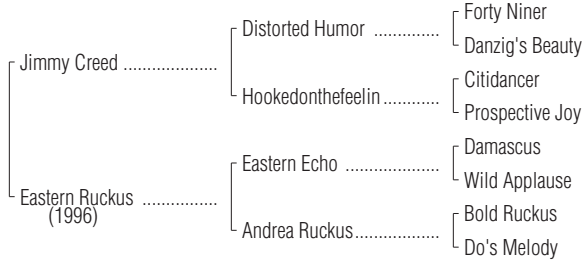 Forty Niner
Distorted Humor ..............
Danzig's Beauty
Jimmy Creed ...................
Citidancer
Hookedonthefeelin............
Prospective Joy
Damascus
Eastern Echo ...................
Wild Applause
Eastern Ruckus ...............
(1996)
Bold Ruckus
Andrea Ruckus.................
Do's Melody